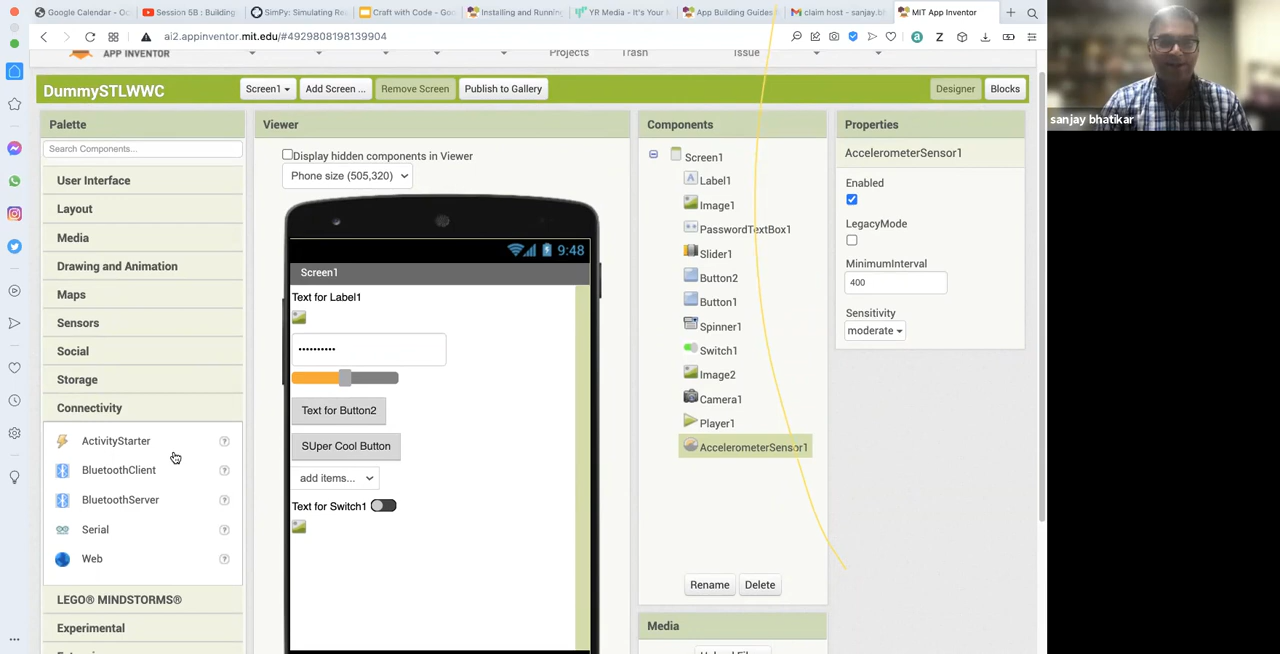 Google Calendar - Oc
Session 5B : Building
SimPy: Simulating Re
Craft with Code - Goo
Installing and Runnin
YR Media - It's Your M
App Building Guides
claim host - sanjay.bh
MIT App Inventor
ai2.appinventor.mit.edu/#4929808198139904
APP INVENTOR
Projects
Trash
Issue
DummySTLWWC
Screen1
Add Screen ...
Remove Screen
Publish to Gallery
Designer
Blocks
Palette
Search Components...
User Interface
Layout
Media
Drawing and Animation
Maps
Sensors
Social
Storage
Connectivity
ActivityStarter
BluetoothClient
BluetoothServer
Serial
Web
LEGO® MINDSTORMS®
Experimental
Viewer
Display hidden components in Viewer
Phone size (505,320)
9:48
Screen1
Text for Label1
••••••••••
Text for Button2
SUper Cool Button
add items...
Text for Switch1
Components
Screen1
Label1
Image1
PasswordTextBox1
Slider1
Button2
Button1
Spinner1
Switch1
Image2
Camera1
Player1
AccelerometerSensor1
Rename
Delete
Media
Properties
AccelerometerSensor1
Enabled
LegacyMode
MinimumInterval
400
Sensitivity
moderate
sanjay bhatikar